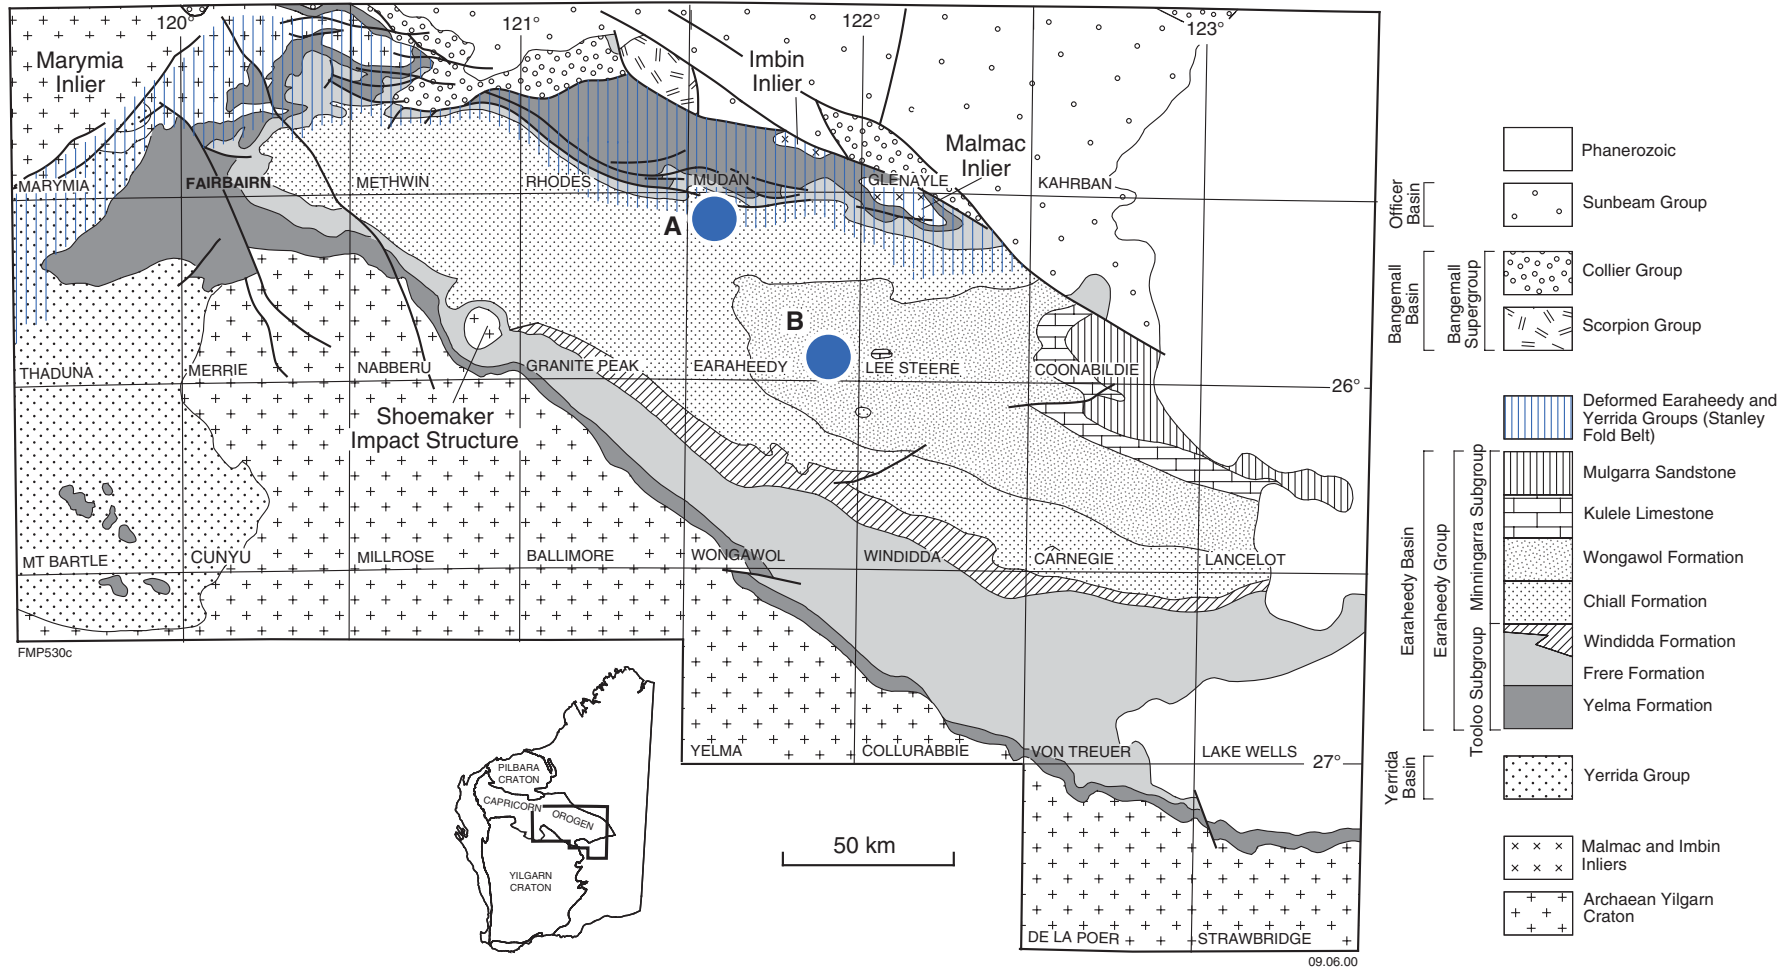 120°
121°
122°
123°
Marymia
Inlier
Imbin
Inlier
Malmac
Inlier
MARYMIA
FAIRBAIRN
METHWIN
RHODES
MUDAN
GLENAYLE
KAHRBAN
A
B
THADUNA
MERRIE
NABBERU
GRANITE PEAK
EARAHEEDY
LEE STEERE
COONABILDIE
26°
Shoemaker
Impact Structure
MT BARTLE
CUNYU
MILLROSE
BALLIMORE
WONGAWOL
WINDIDDA
CARNEGIE
LANCELOT
FMP530c
YELMA
COLLURABBIE
VON TREUER
LAKE WELLS
27°
50 km
DE LA POER
STRAWBRIDGE
09.06.00
PILBARA
CRATON
CAPRICORN
OROGEN
YILGARN
CRATON
Phanerozoic
Officer
Basin
Sunbeam Group
Bangemall
Basin
Bangemall
Supergroup
Collier Group
Scorpion Group
Deformed Earaheedy and
Yerrida Groups (Stanley
Fold Belt)
Earaheedy Basin
Earaheedy Group
Minningarra Subgroup
Mulgarra Sandstone
Kulele Limestone
Wongawol Formation
Chiall Formation
Tooloo Subgroup
Windidda Formation
Frere Formation
Yelma Formation
Yerrida
Basin
Yerrida Group
Malmac and Imbin
Inliers
Archaean Yilgarn
Craton